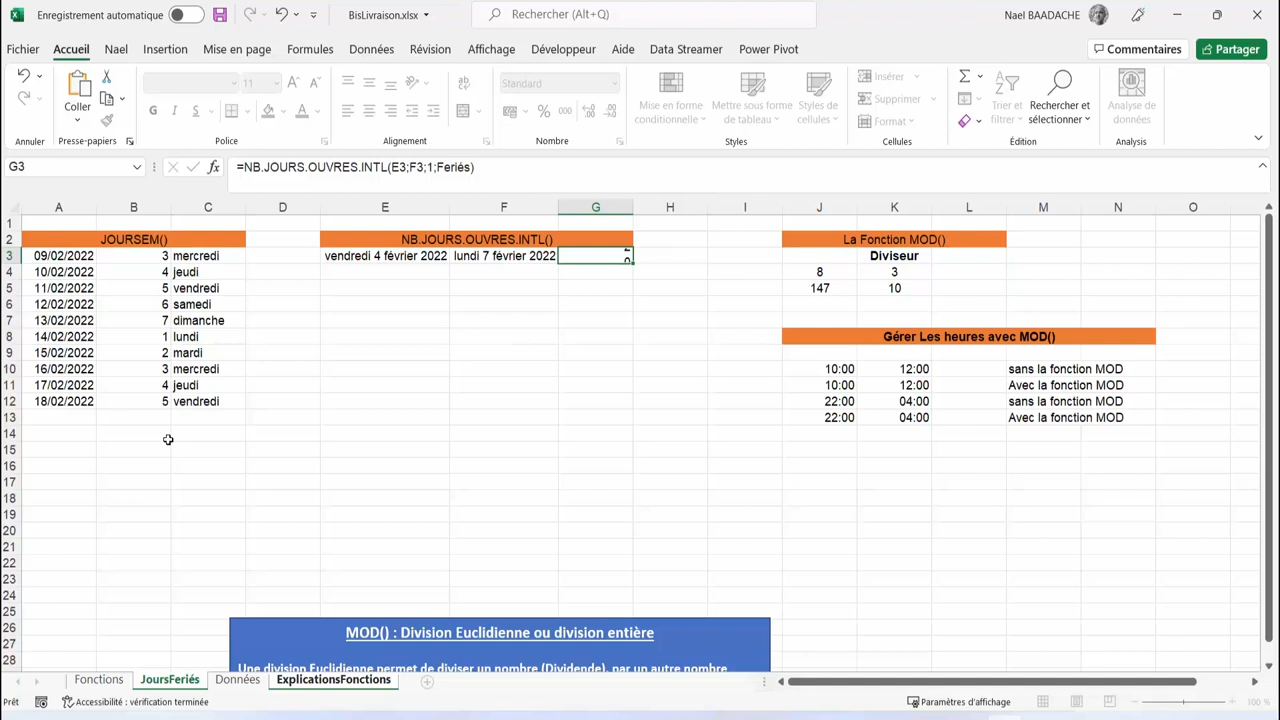 Enregistrement automatique
BisLivraison.xlsx
Rechercher (Alt+Q)
Nael BAADACHE
Fichier Accueil Nael Insertion Mise en page Formules Données Révision Affichage Développeur Aide Data Streamer Power Pivot
Commentaires
Partager
Coller
11
Standard
G I S
% 000
Mise en forme conditionnelle
Mettre sous forme de tableau
Styles de cellules
Insérer
Supprimer
Format
Trier et filtrer
Rechercher et sélectionner
Analyse de données
Annuler Presse-papiers Police Alignement Nombre Styles Cellules Édition Analysis
G3 fx =NB.JOURS.OUVRES.INTL(E3;F3;1;Feriés)
A B C D E F G H I J K L M N O
1
2 JOURSEM() NB.JOURS.OUVRES.INTL() La Fonction MOD()
3 09/02/2022 3 mercredi vendredi 4 février 2022 lundi 7 février 2022 Diviseur
4 10/02/2022 4 jeudi 8 3
5 11/02/2022 5 vendredi 147 10
6 12/02/2022 6 samedi
7 13/02/2022 7 dimanche
8 14/02/2022 1 lundi Gérer Les heures avec MOD()
9 15/02/2022 2 mardi
10 16/02/2022 3 mercredi 10:00 12:00 sans la fonction MOD
11 17/02/2022 4 jeudi 10:00 12:00 Avec la fonction MOD
12 18/02/2022 5 vendredi 22:00 04:00 sans la fonction MOD
13 22:00 04:00 Avec la fonction MOD
14
15
16
17
18
19
20
21
22
23
24
25
26 MOD() : Division Euclidienne ou division entière
27
28 Une division Euclidienne permet de diviser un nombre (Dividende), par un autre nombre
Fonctions JoursFeriés Données ExplicationsFonctions
Prêt Accessibilité : vérification terminée Paramètres d'affichage 100 %